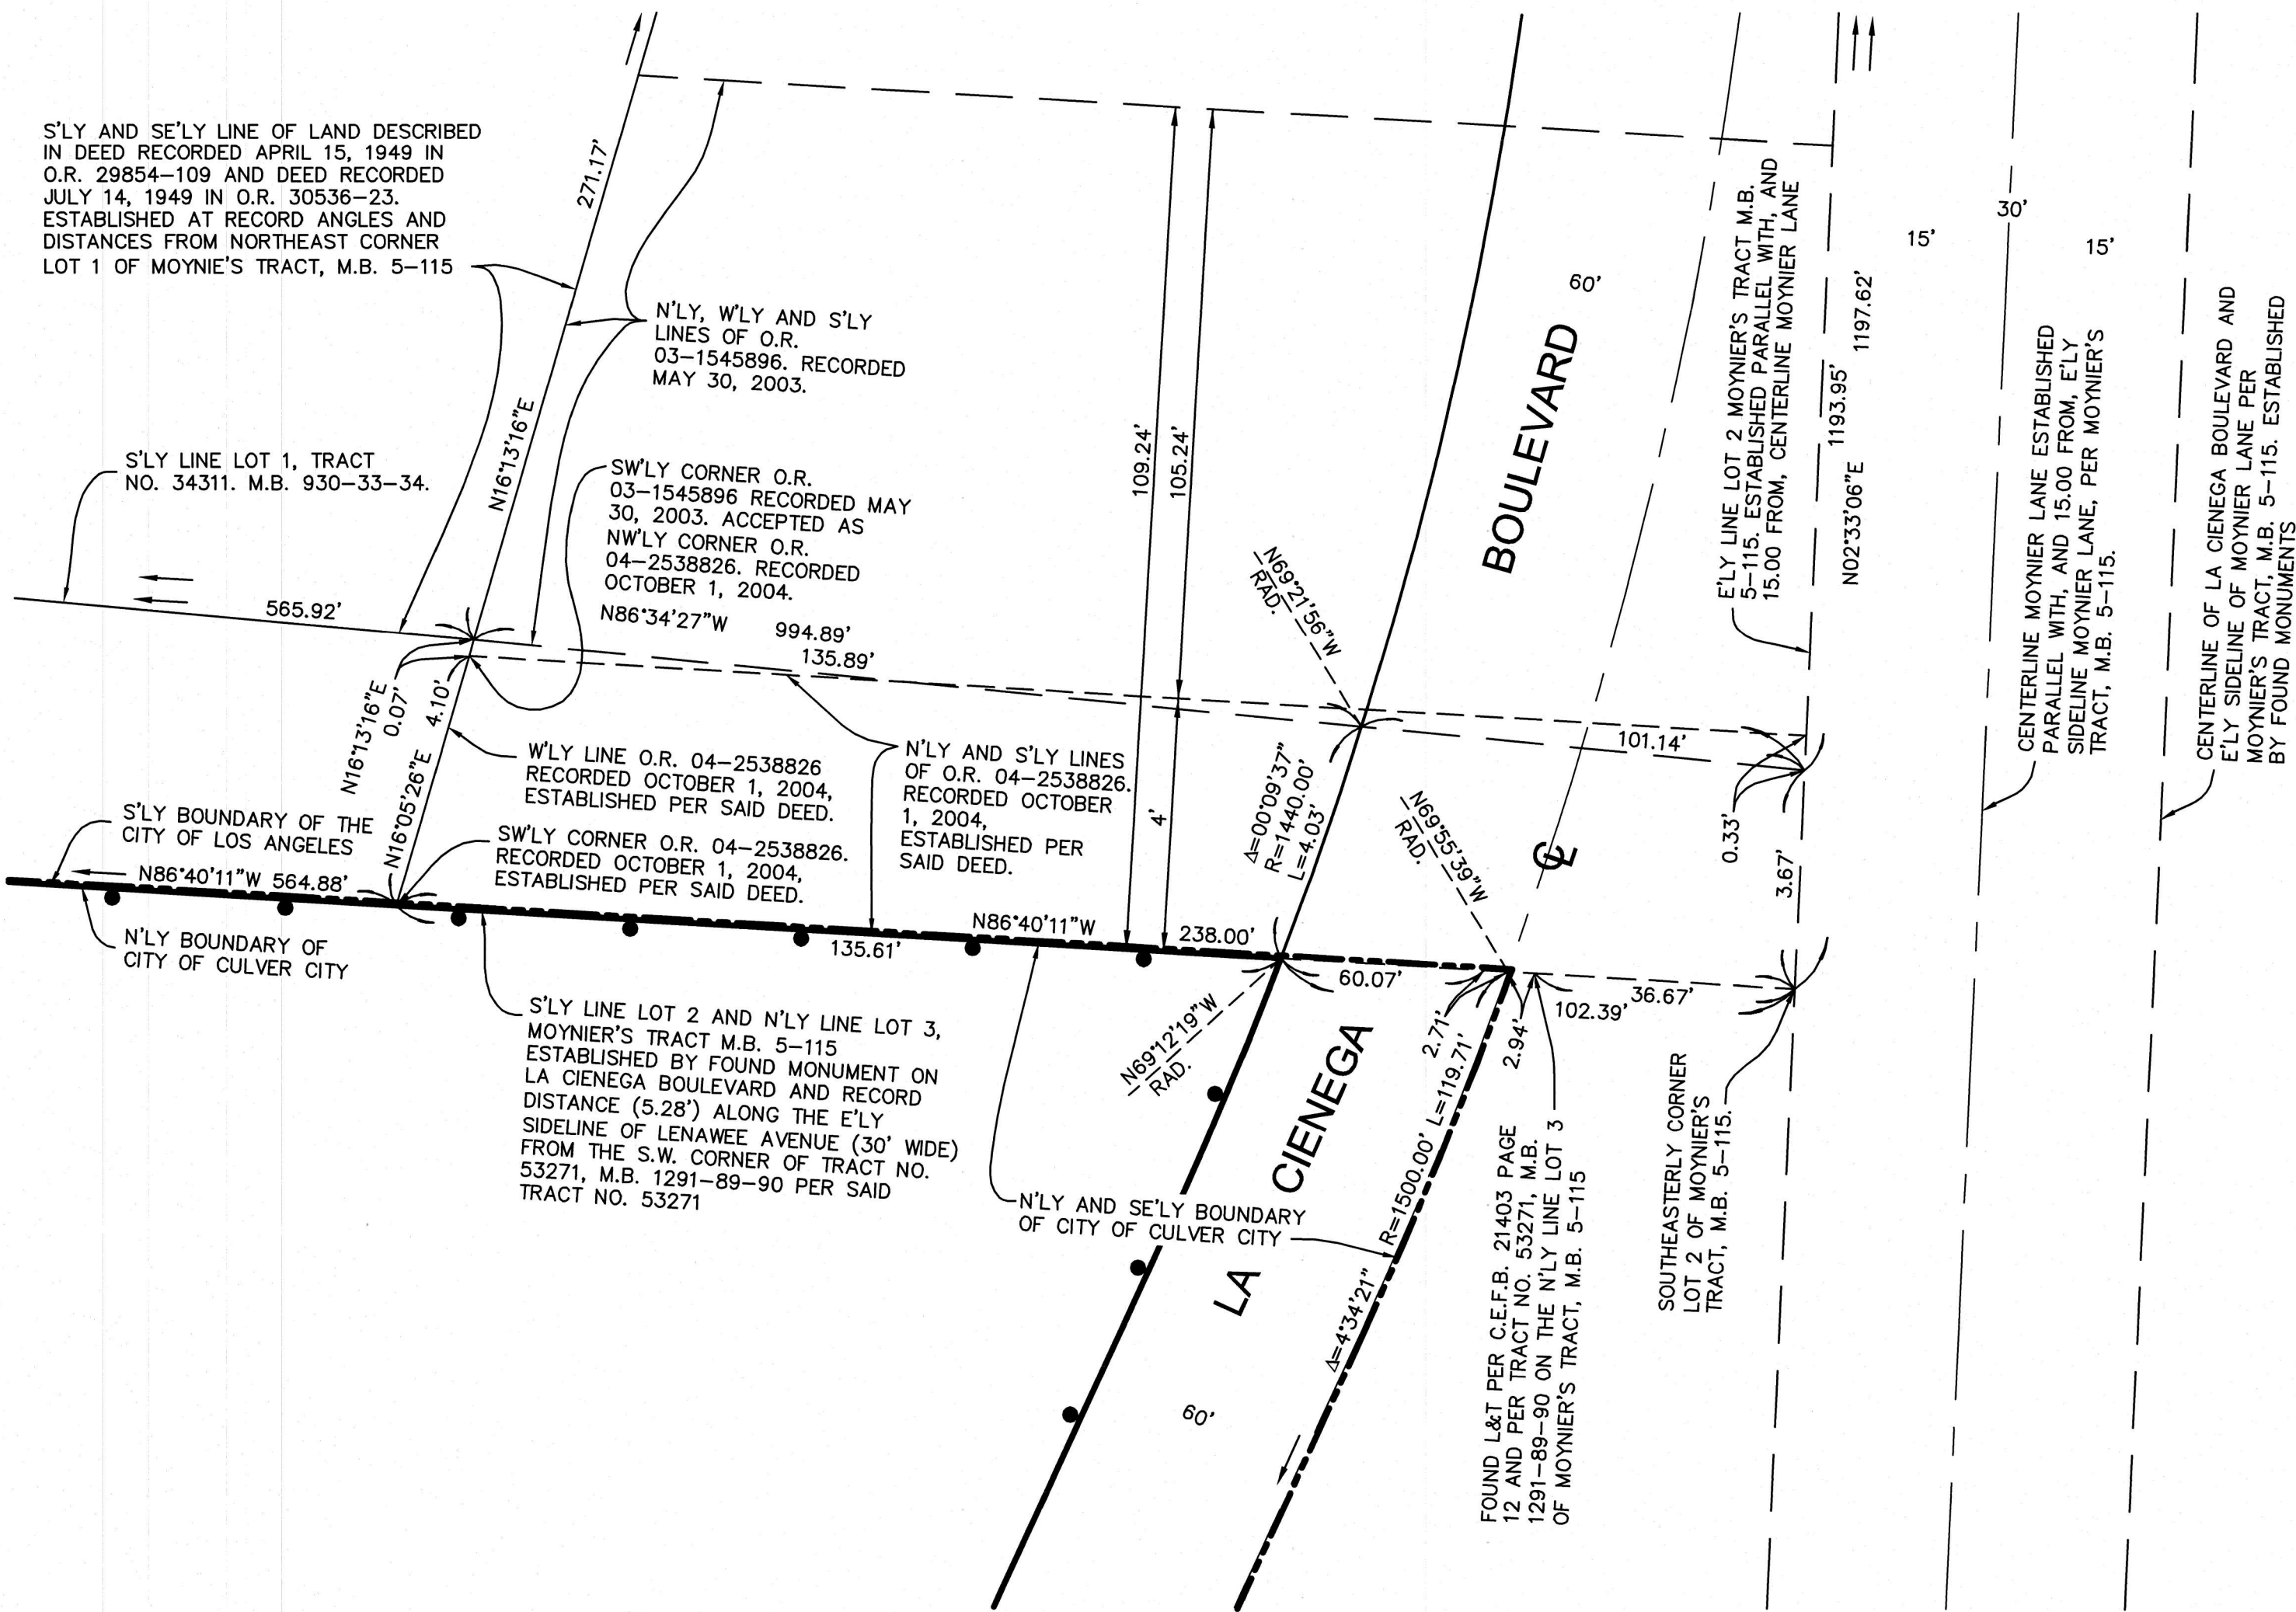 S'LY AND SE'LY LINE OF LAND DESCRIBED
IN DEED RECORDED APRIL 15, 1949 IN
O.R. 29854-109 AND DEED RECORDED
JULY 14, 1949 IN O.R. 30536-23.
ESTABLISHED AT RECORD ANGLES AND
DISTANCES FROM NORTHEAST CORNER
LOT 1 OF MOYNIE'S TRACT, M.B. 5-115
271.17'
N16°13'16"E
N'LY, W'LY AND S'LY
LINES OF O.R.
03-1545896. RECORDED
MAY 30, 2003.
S'LY LINE LOT 1, TRACT
NO. 34311. M.B. 930-33-34.
565.92'
SW'LY CORNER O.R.
03-1545896 RECORDED MAY
30, 2003. ACCEPTED AS
NW'LY CORNER O.R.
04-2538826. RECORDED
OCTOBER 1, 2004.
N86°34'27"W 994.89'
135.89'
109.24'
105.24'
4'
N69°21'56"W
RAD.
BOULEVARD
60'
E'LY LINE LOT 2 MOYNIER'S TRACT M.B.
5-115. ESTABLISHED PARALLEL WITH, AND
15.00 FROM, CENTERLINE MOYNIER LANE
N02°33'06"E 1193.95' 1197.62'
15'
30'
15'
CENTERLINE MOYNIER LANE ESTABLISHED
PARALLEL WITH, AND 15.00 FROM, E'LY
SIDELINE MOYNIER LANE, PER MOYNIER'S
TRACT, M.B. 5-115.
CENTERLINE OF LA CIENEGA BOULEVARD AND
E'LY SIDELINE OF MOYNIER LANE PER
MOYNIER'S TRACT, M.B. 5-115. ESTABLISHED
BY FOUND MONUMENTS
N16°13'16"E
0.07'
N16°05'26"E 4.10'
W'LY LINE O.R. 04-2538826
RECORDED OCTOBER 1, 2004,
ESTABLISHED PER SAID DEED.
N'LY AND S'LY LINES
OF O.R. 04-2538826.
RECORDED OCTOBER
1, 2004,
ESTABLISHED PER
SAID DEED.
Δ=00°09'37"
R=1440.00'
L=4.03'
101.14'
0.33'
3.67'
N69°55'39"W
RAD.
CL
S'LY BOUNDARY OF THE
CITY OF LOS ANGELES
N86°40'11"W 564.88'
SW'LY CORNER O.R. 04-2538826.
RECORDED OCTOBER 1, 2004,
ESTABLISHED PER SAID DEED.
N'LY BOUNDARY OF
CITY OF CULVER CITY
135.61'
N86°40'11"W
238.00'
60.07'
36.67'
102.39'
2.71'
2.94'
N69°12'19"W
RAD.
S'LY LINE LOT 2 AND N'LY LINE LOT 3,
MOYNIER'S TRACT M.B. 5-115
ESTABLISHED BY FOUND MONUMENT ON
LA CIENEGA BOULEVARD AND RECORD
DISTANCE (5.28') ALONG THE E'LY
SIDELINE OF LENAWEE AVENUE (30' WIDE)
FROM THE S.W. CORNER OF TRACT NO.
53271, M.B. 1291-89-90 PER SAID
TRACT NO. 53271
N'LY AND SE'LY BOUNDARY
OF CITY OF CULVER CITY
LA CIENEGA
60'
Δ=4°34'21" R=1500.00' L=119.71'
FOUND L&T PER C.E.F.B. 21403 PAGE
12 AND PER TRACT NO. 53271, M.B.
1291-89-90 ON THE N'LY LINE LOT 3
OF MOYNIER'S TRACT, M.B. 5-115
SOUTHEASTERLY CORNER
LOT 2 OF MOYNIER'S
TRACT, M.B. 5-115.